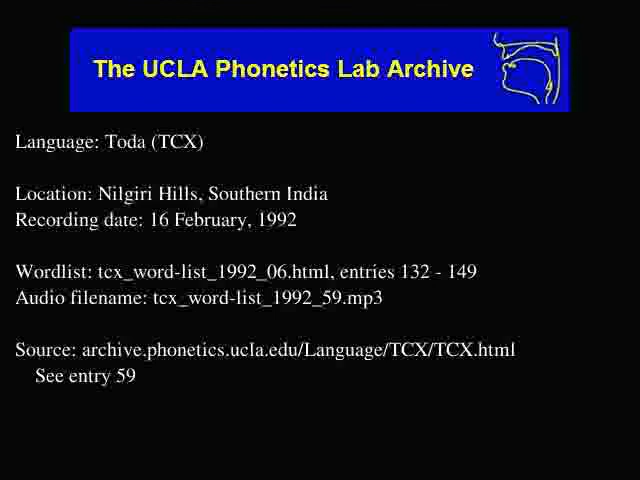 The UCLA Phonetics Lab Archive
Language: Toda (TCX)
Location: Nilgiri Hills, Southern India
Recording date: 16 February, 1992
Wordlist: tcx_word-list_1992_06.html, entries 132 - 149
Audio filename: tcx_word-list_1992_59.mp3
Source: archive.phonetics.ucla.edu/Language/TCX/TCX.html
See entry 59